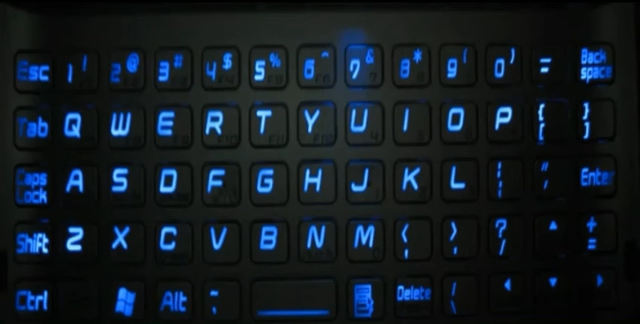 Esc 1 ! 2 @ 3 # 4 $ 5 % 6 ^ 7 & 8 * 9 ( 0 ) Back space
Tab Q W E R T Y U I O P { [ } ]
Caps Lock A S D F G H J K L Enter
Shift Z X C V B N M < , > . ? / + =
Ctrl Alt Delete